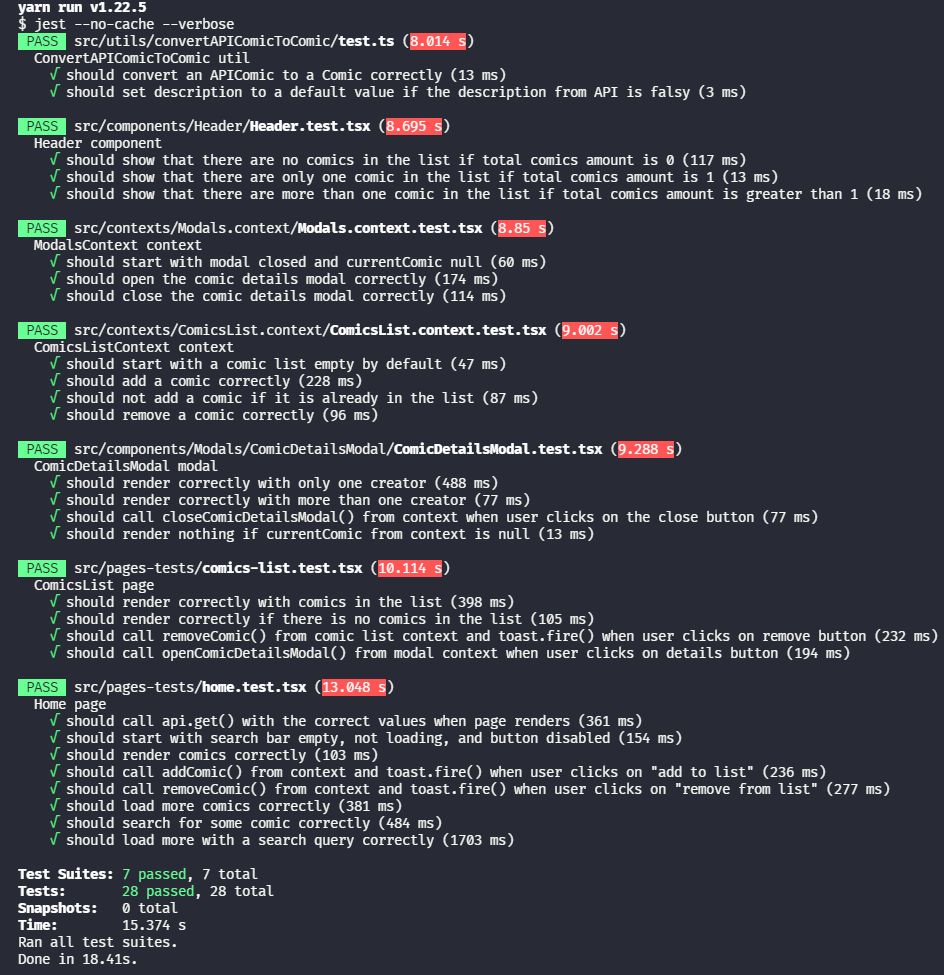 yarn run v1.22.5
$ jest --no-cache --verbose
PASS src/utils/convertAPIComicToComic/test.ts (8.014 s)
ConvertAPIComicToComic util
√ should convert an APIComic to a Comic correctly (13 ms)
√ should set description to a default value if the description from API is falsy (3 ms)
PASS src/components/Header/Header.test.tsx (8.695 s)
Header component
√ should show that there are no comics in the list if total comics amount is 0 (117 ms)
√ should show that there are only one comic in the list if total comics amount is 1 (13 ms)
√ should show that there are more than one comic in the list if total comics amount is greater than 1 (18 ms)
PASS src/contexts/Modals.context/Modals.context.test.tsx (8.85 s)
ModalsContext context
√ should start with modal closed and currentComic null (60 ms)
√ should open the comic details modal correctly (174 ms)
√ should close the comic details modal correctly (114 ms)
PASS src/contexts/ComicsList.context/ComicsList.context.test.tsx (9.002 s)
ComicsListContext context
√ should start with a comic list empty by default (47 ms)
√ should add a comic correctly (228 ms)
√ should not add a comic if it is already in the list (87 ms)
√ should remove a comic correctly (96 ms)
PASS src/components/Modals/ComicDetailsModal/ComicDetailsModal.test.tsx (9.288 s)
ComicDetailsModal modal
√ should render correctly with only one creator (488 ms)
√ should render correctly with more than one creator (77 ms)
√ should call closeComicDetailsModal() from context when user clicks on the close button (77 ms)
√ should render nothing if currentComic from context is null (13 ms)
PASS src/pages-tests/comics-list.test.tsx (10.114 s)
ComicsList page
√ should render correctly with comics in the list (398 ms)
√ should render correctly if there is no comics in the list (105 ms)
√ should call removeComic() from comic list context and toast.fire() when user clicks on remove button (232 ms)
√ should call openComicDetailsModal() from modal context when user clicks on details button (194 ms)
PASS src/pages-tests/home.test.tsx (13.048 s)
Home page
√ should call api.get() with the correct values when page renders (361 ms)
√ should start with search bar empty, not loading, and button disabled (154 ms)
√ should render comics correctly (103 ms)
√ should call addComic() from context and toast.fire() when user clicks on "add to list" (236 ms)
√ should call removeComic() from context and toast.fire() when user clicks on "remove from list" (277 ms)
√ should load more comics correctly (381 ms)
√ should search for some comic correctly (484 ms)
√ should load more with a search query correctly (1703 ms)
Test Suites: 7 passed, 7 total
Tests: 28 passed, 28 total
Snapshots: 0 total
Time: 15.374 s
Ran all test suites.
Done in 18.41s.